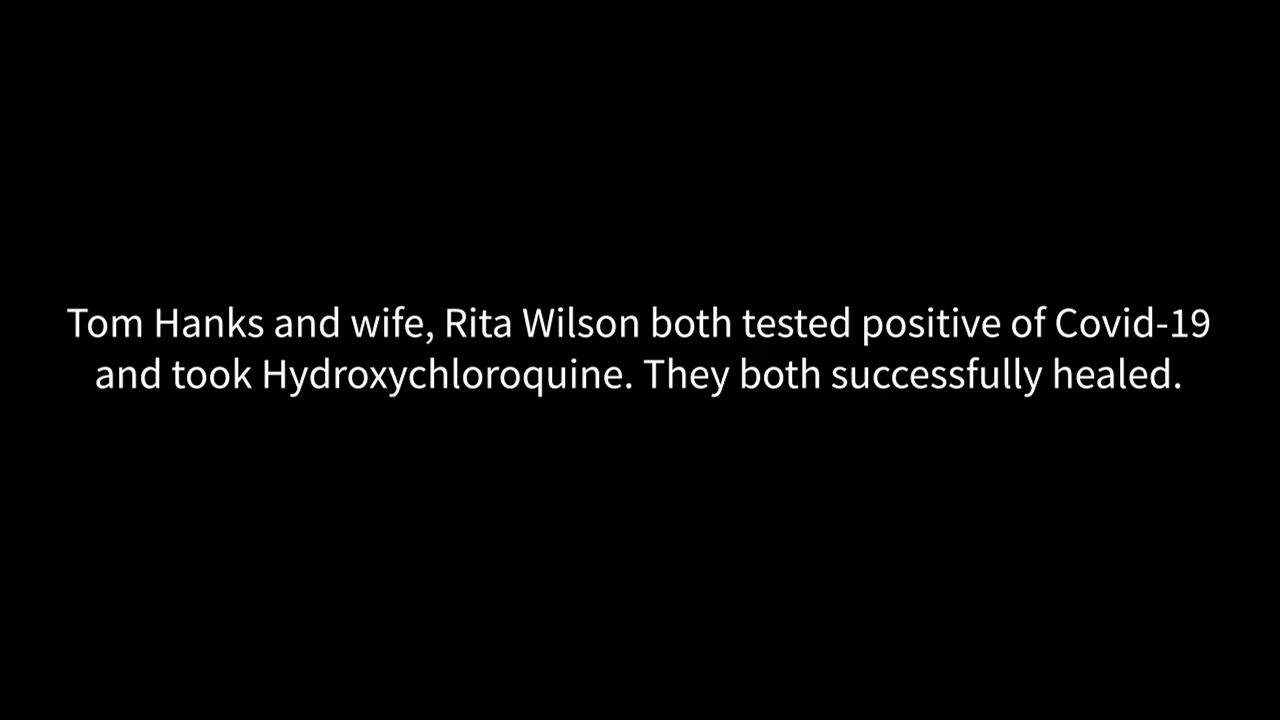 Tom Hanks and wife, Rita Wilson both tested positive of Covid-19
and took Hydroxychloroquine. They both successfully healed.